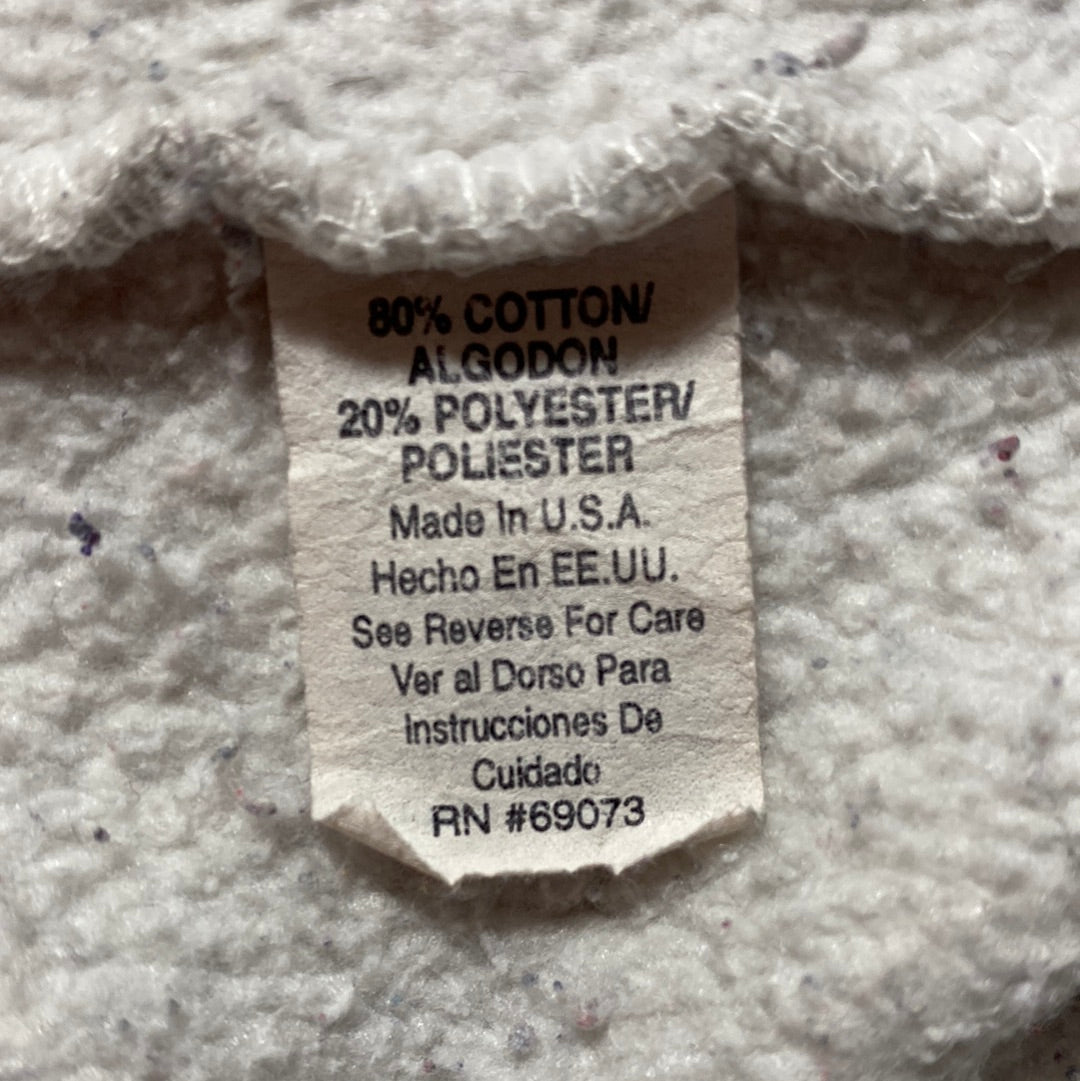 80% COTTON/
ALGODON
20% POLYESTER/
POLIESTER
Made In U.S.A.
Hecho En EE.UU.
See Reverse For Care
Ver al Dorso Para
Instrucciones De
Cuidado
RN #69073